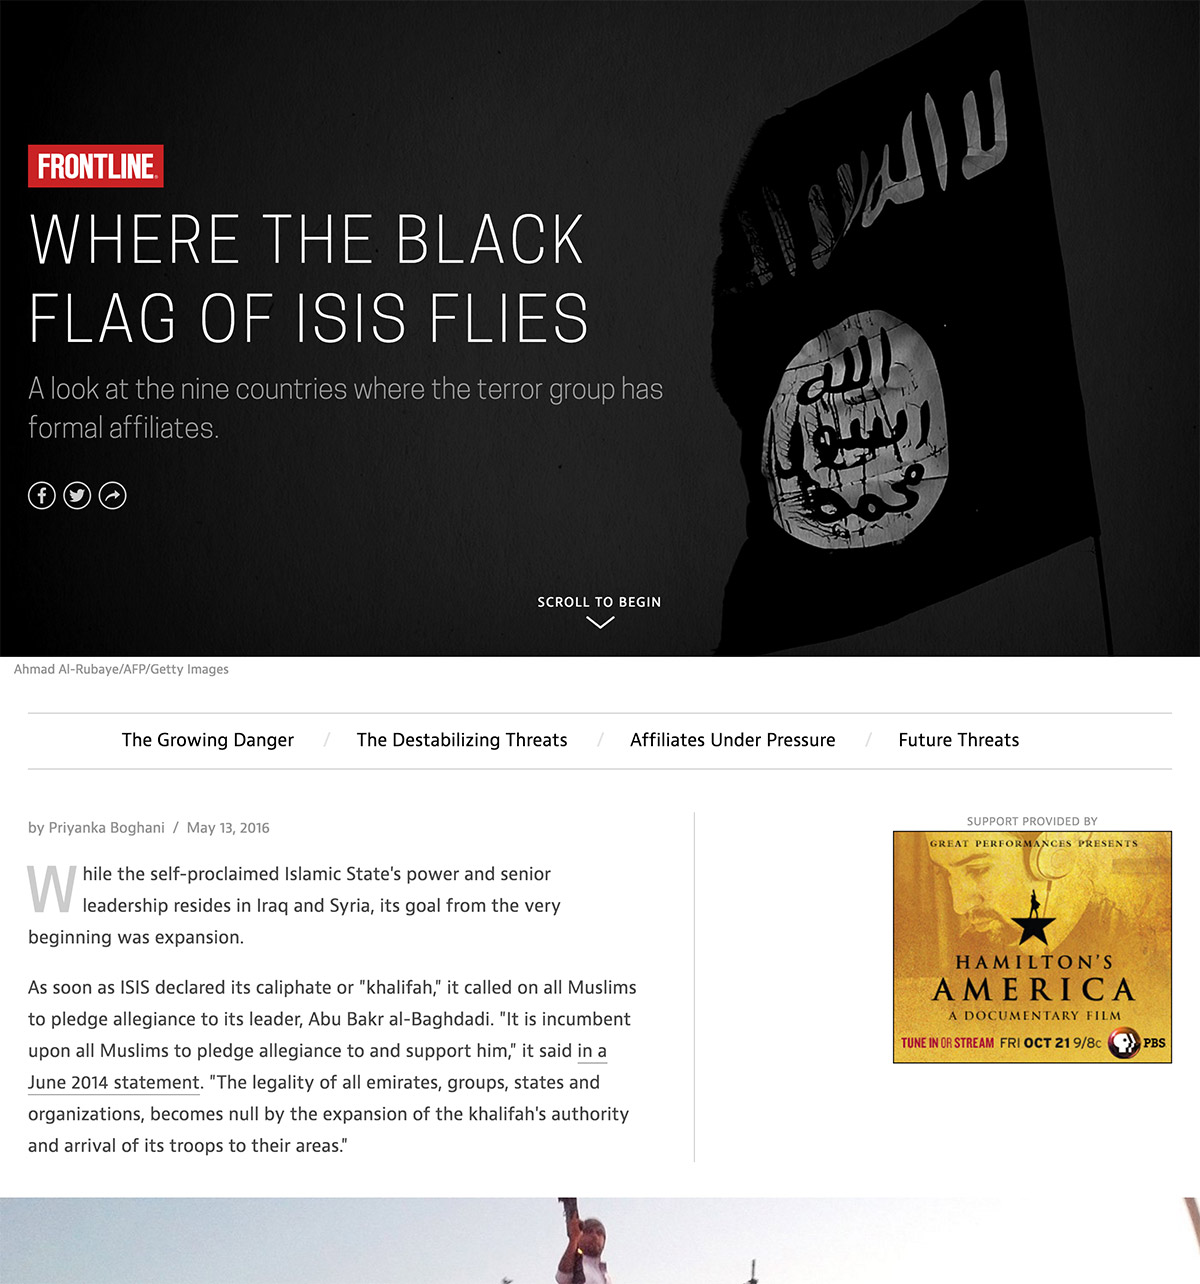 لا اله الا الله
الله
رسول
محمد
FRONTLINE
WHERE THE BLACK
FLAG OF ISIS FLIES
A look at the nine countries where the terror group has
formal affiliates.
SCROLL TO BEGIN
Ahmad Al-Rubaye/AFP/Getty Images
The Growing Danger / The Destabilizing Threats / Affiliates Under Pressure / Future Threats
by Priyanka Boghani / May 13, 2016
While the self-proclaimed Islamic State's power and senior
leadership resides in Iraq and Syria, its goal from the very
beginning was expansion.
As soon as ISIS declared its caliphate or "khalifah," it called on all Muslims
to pledge allegiance to its leader, Abu Bakr al-Baghdadi. "It is incumbent
upon all Muslims to pledge allegiance to and support him," it said in a
June 2014 statement. "The legality of all emirates, groups, states and
organizations, becomes null by the expansion of the khalifah's authority
and arrival of its troops to their areas."
SUPPORT PROVIDED BY
GREAT PERFORMANCES PRESENTS
HAMILTON'S
AMERICA
A DOCUMENTARY FILM
TUNE IN OR STREAM FRI OCT 21 9/8c PBS